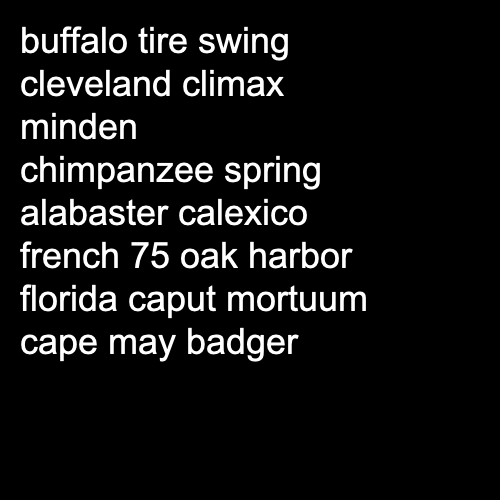 buffalo tire swing
cleveland climax
minden
chimpanzee spring
alabaster calexico
french 75 oak harbor
florida caput mortuum
cape may badger